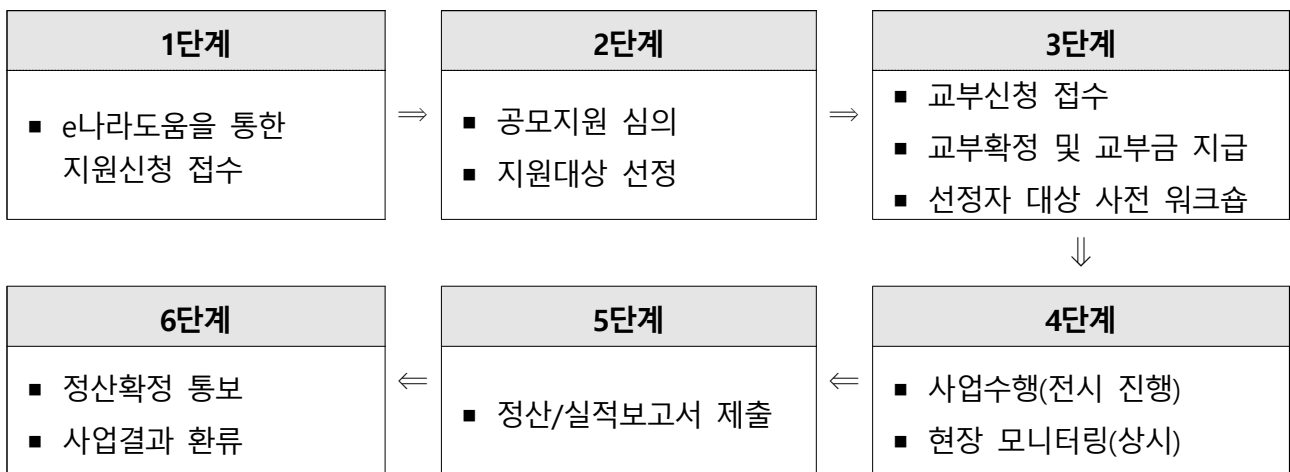 1단계
■ e나라도움을 통한
지원신청 접수
⇒
2단계
■ 공모지원 심의
■ 지원대상 선정
⇒
3단계
■ 교부신청 접수
■ 교부확정 및 교부금 지급
■ 선정자 대상 사전 워크숍
⇓
4단계
■ 사업수행(전시 진행)
■ 현장 모니터링(상시)
⇐
5단계
■ 정산/실적보고서 제출
⇐
6단계
■ 정산확정 통보
■ 사업결과 환류